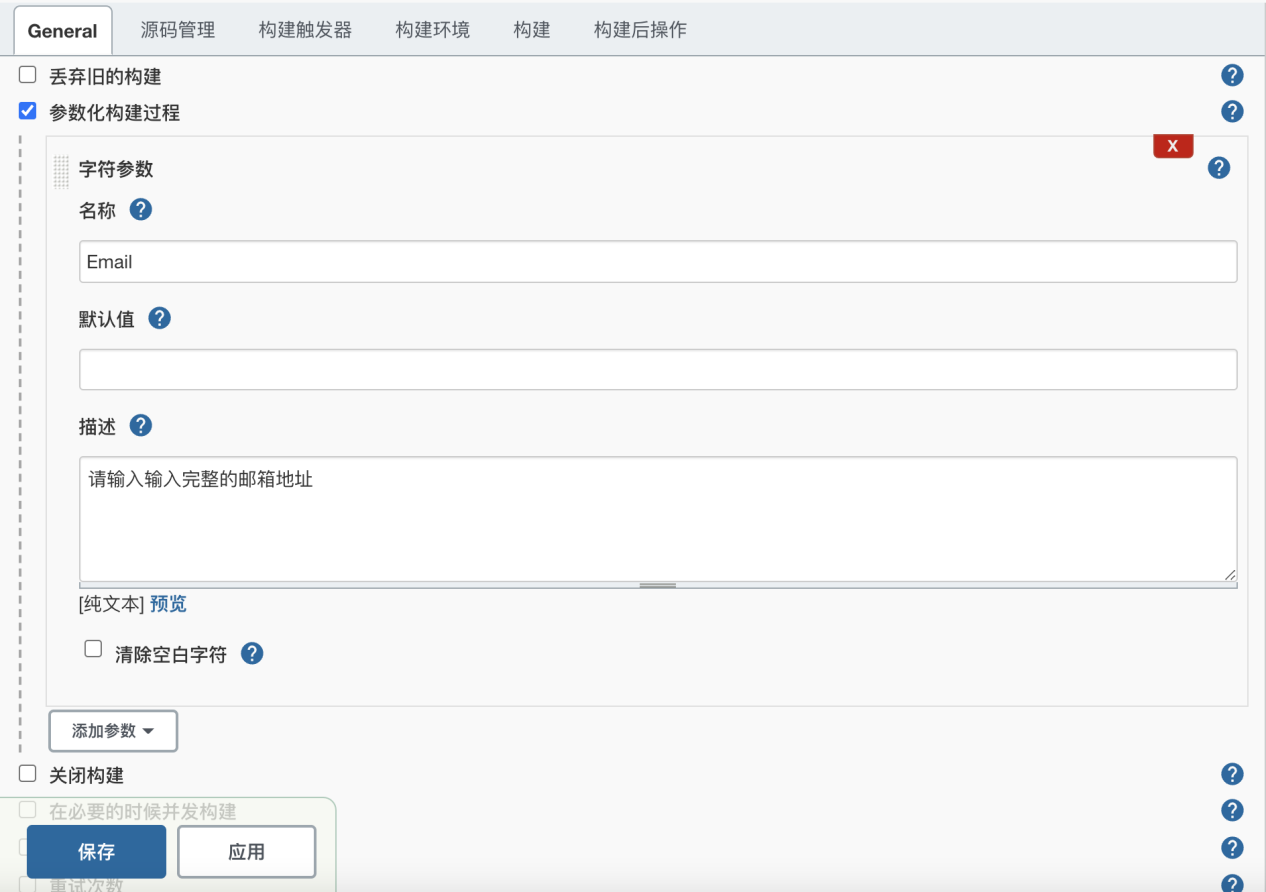 General 源码管理 构建触发器 构建环境 构建 构建后操作
丢弃旧的构建 ?
参数化构建过程 ?
X
字符参数 ?
名称 ?
Email
默认值 ?
描述 ?
请输入输入完整的邮箱地址
[纯文本] 预览
清除空白字符 ?
添加参数
关闭构建 ?
在必要的时候并发构建 ?
保存 应用 ?
重试次数 ?